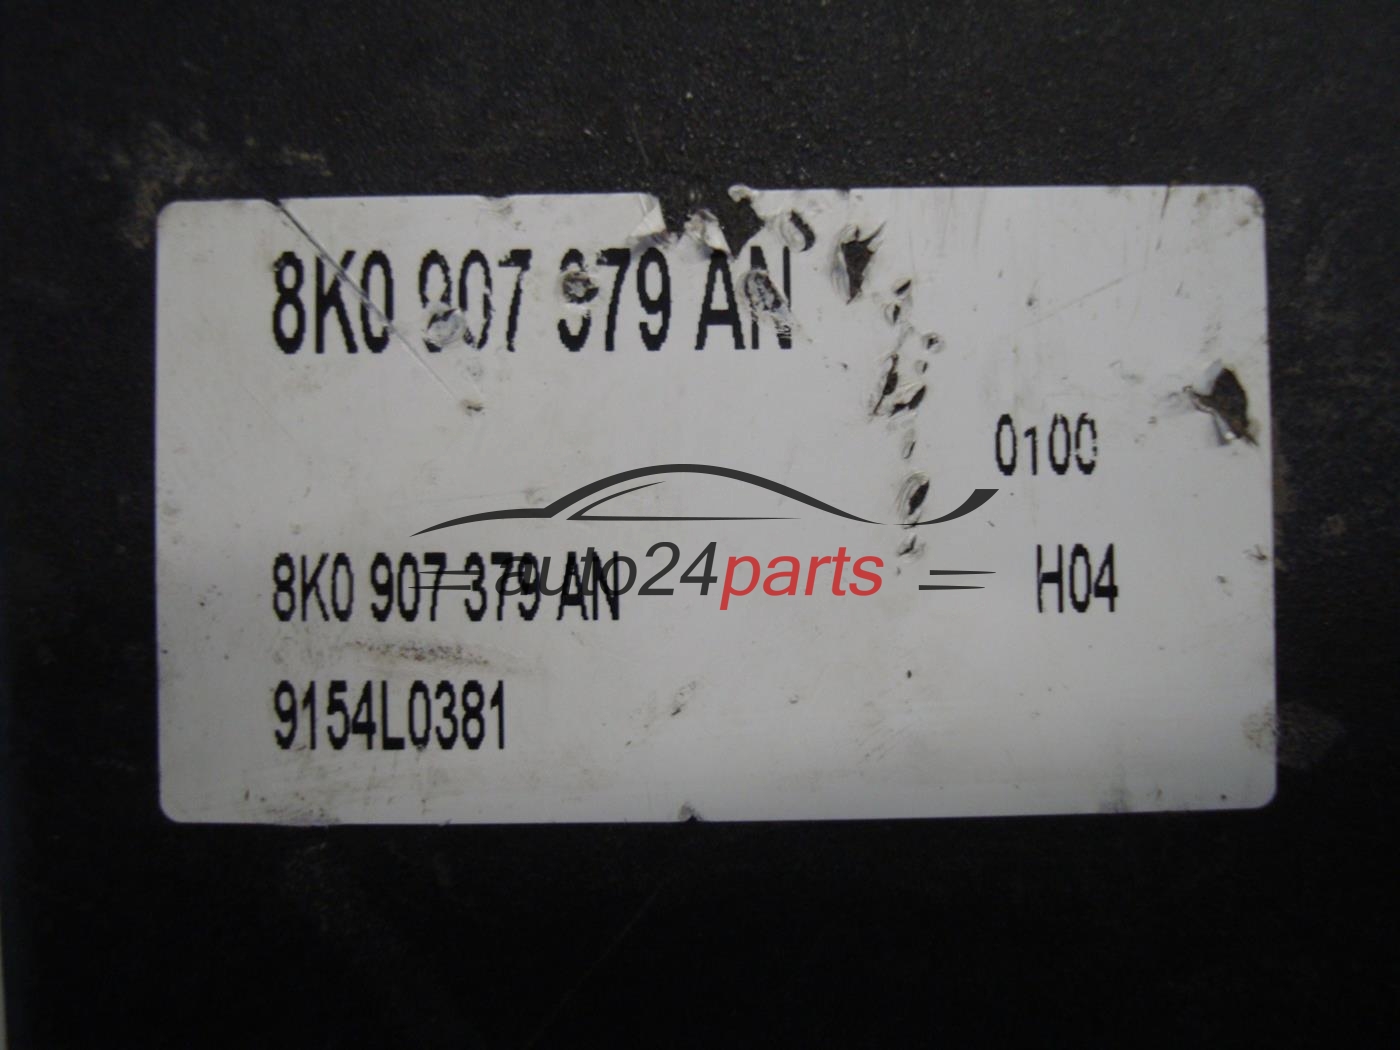 8K0 907 379 AN
0100
auto24parts
8K0 907 379 AN H04
9154L0381